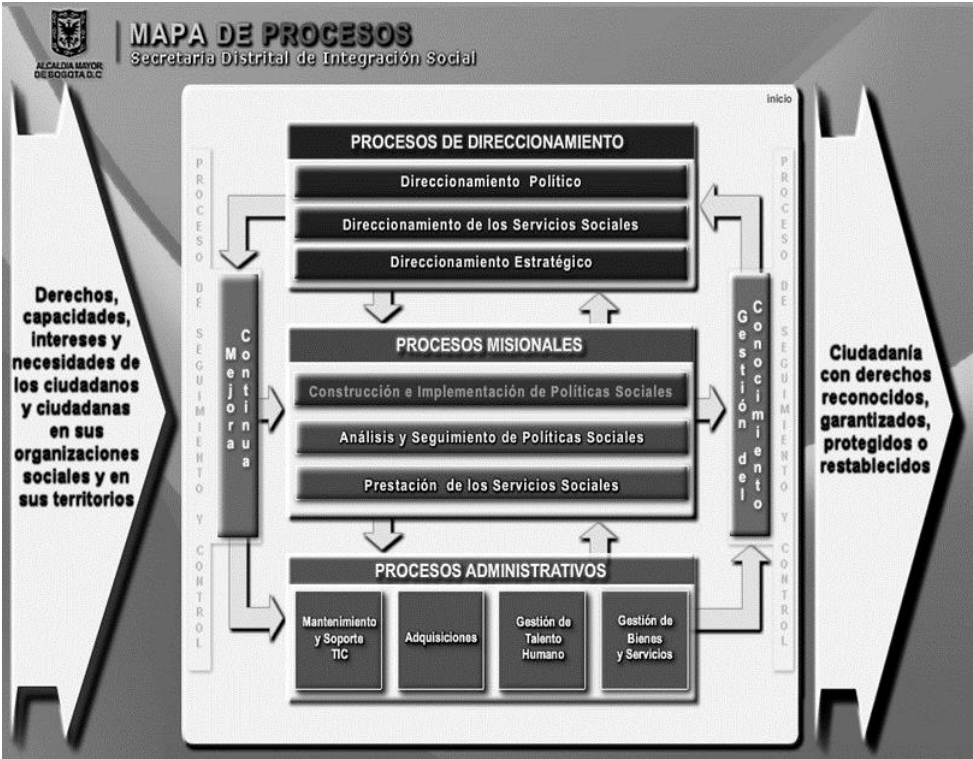 ALCALDIA MAYOR
DE BOGOTA D.C
MAPA DE PROCESOS
Secretaria Distrital de Integración Social
inicio
Derechos,
capacidades,
intereses y
necesidades de
los ciudadanos
y ciudadanas
en sus
organizaciones
sociales y en
sus territorios
PROCESO DE SEGUIMIENTO Y CONTROL
Mejora
Continua
PROCESOS DE DIRECCIONAMIENTO
Direccionamiento Político
Direccionamiento de los Servicios Sociales
Direccionamiento Estratégico
PROCESOS MISIONALES
Construcción e Implementación de Políticas Sociales
Análisis y Seguimiento de Políticas Sociales
Prestación de los Servicios Sociales
PROCESOS ADMINISTRATIVOS
Mantenimiento
y Soporte
TIC
Adquisiciones
Gestión de
Talento
Humano
Gestión de
Bienes
y Servicios
Gestión del
Conocimiento
PROCESO DE SEGUIMIENTO Y CONTROL
Ciudadanía
con derechos
reconocidos,
garantizados,
protegidos o
restablecidos